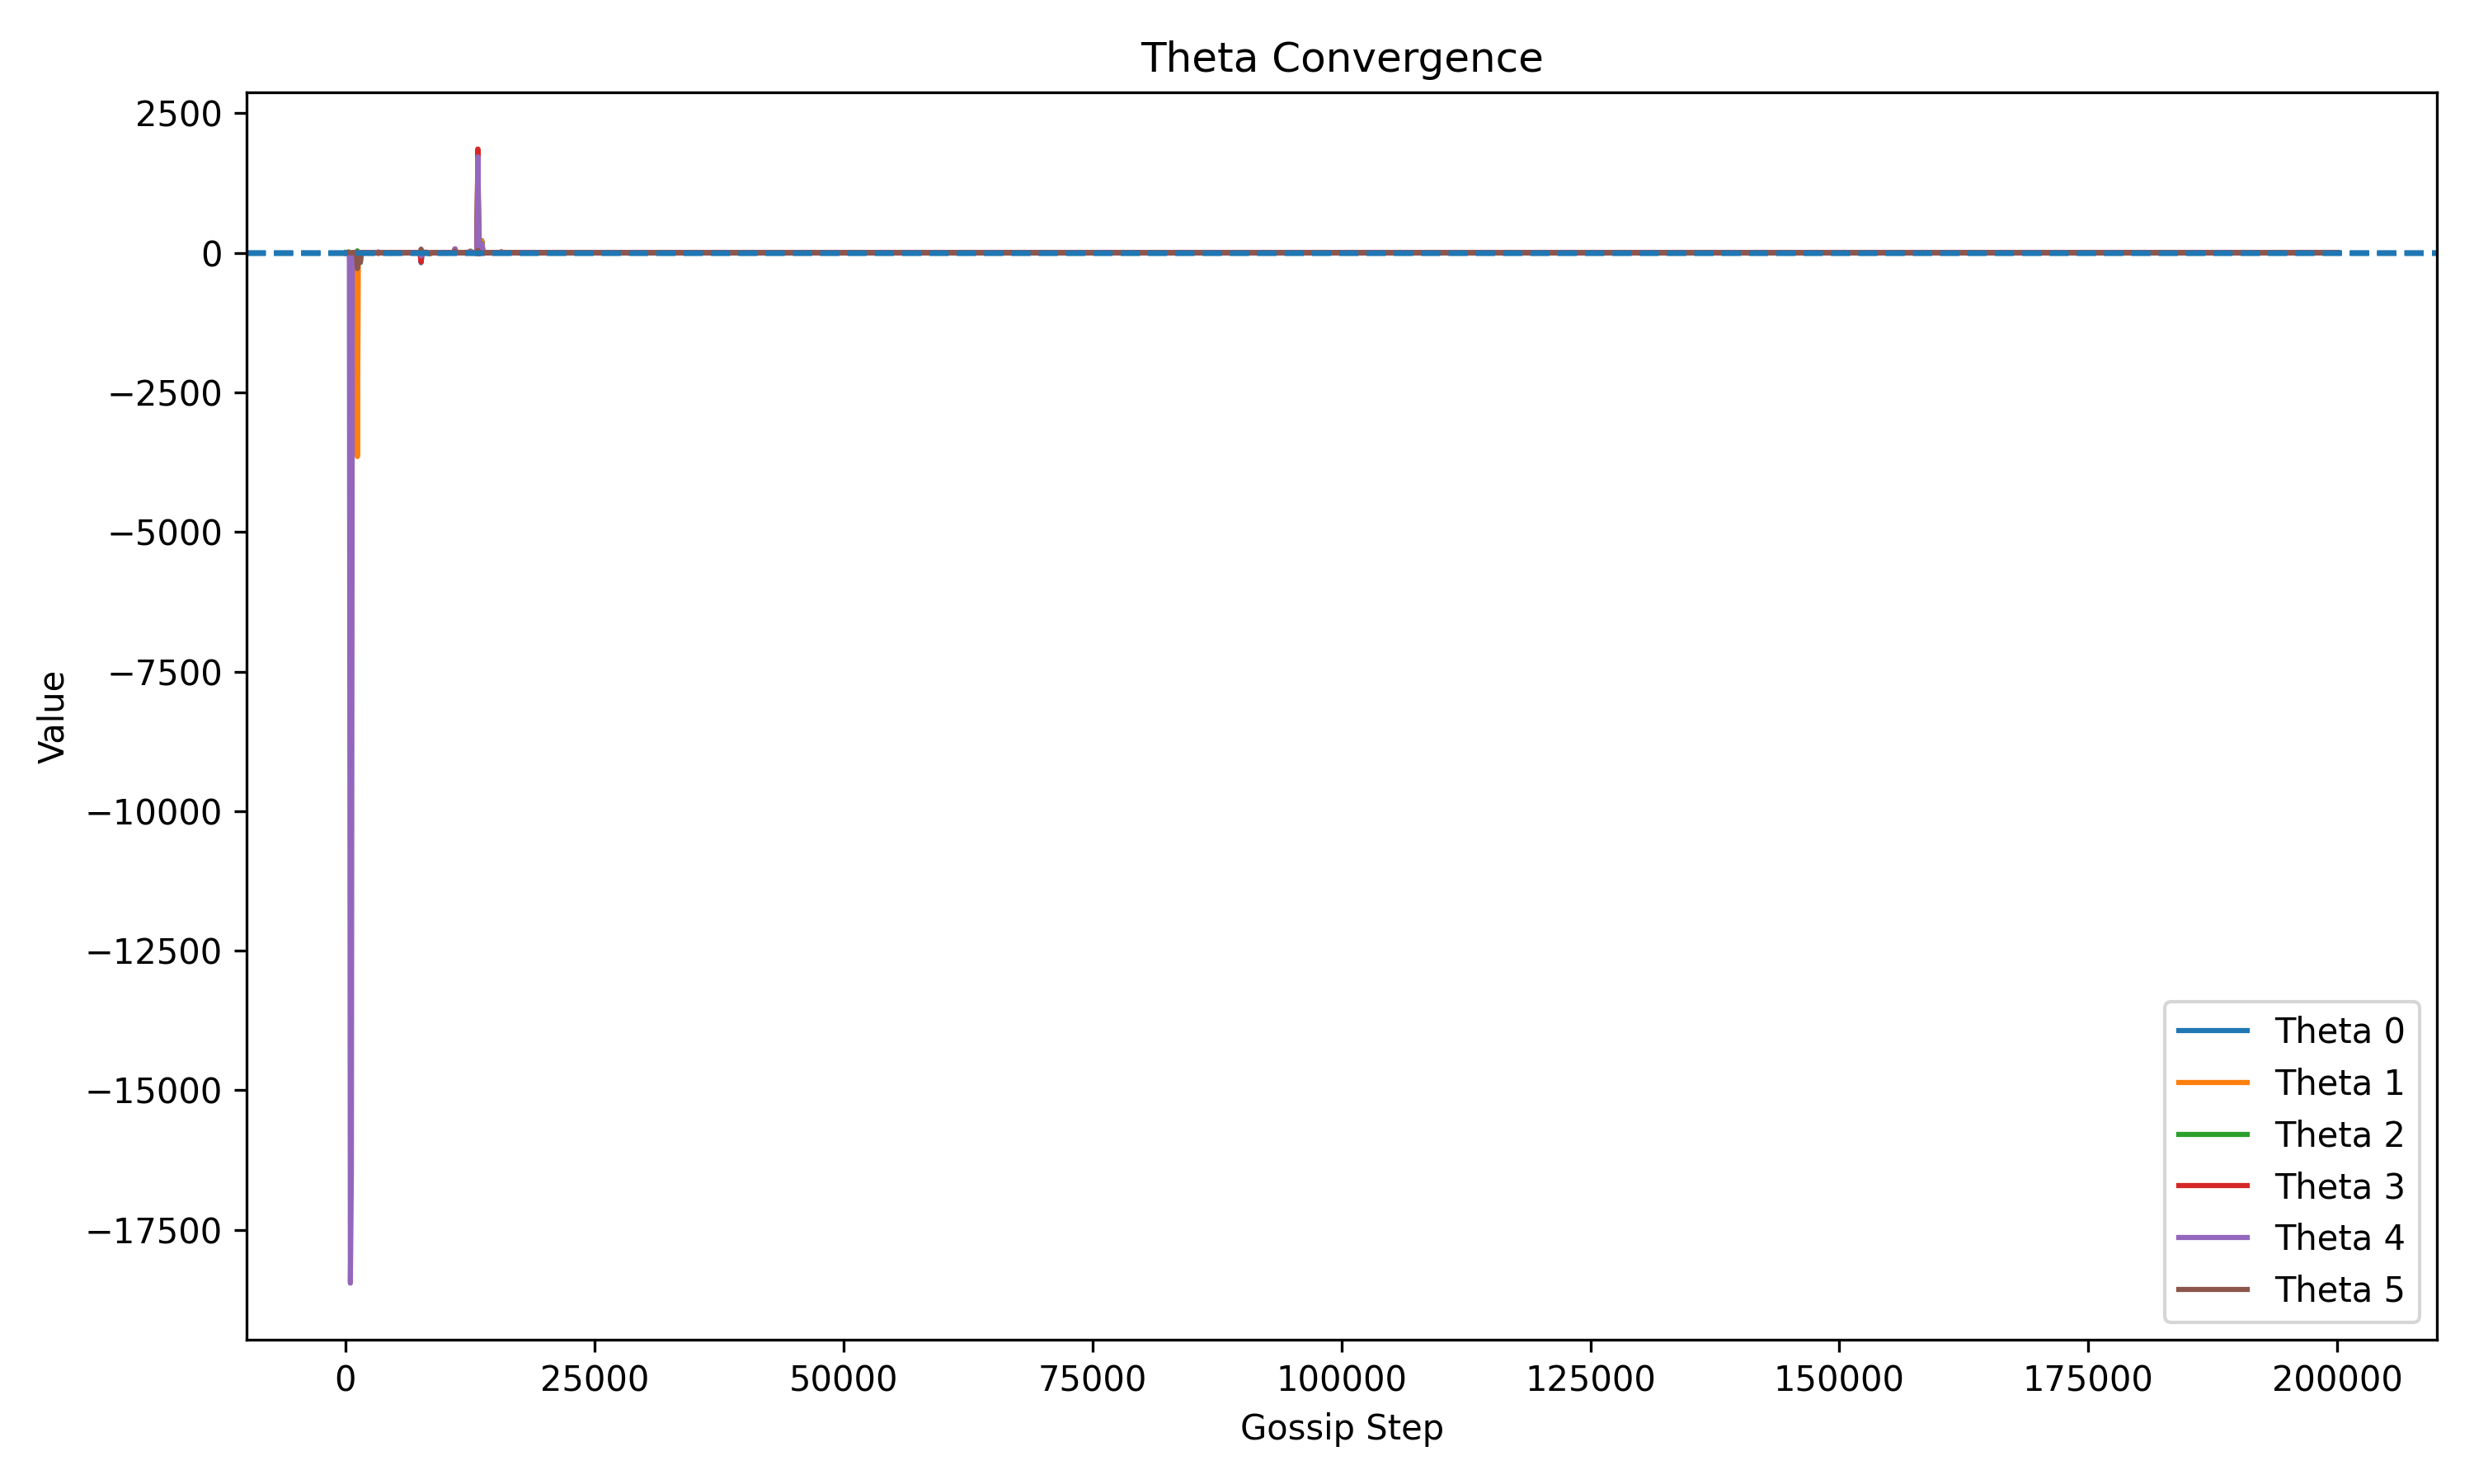 Theta Convergence
2500
0
−2500
−5000
−7500
−10000
−12500
−15000
−17500
Value
0 25000 50000 75000 100000 125000 150000 175000 200000
Gossip Step
Theta 0
Theta 1
Theta 2
Theta 3
Theta 4
Theta 5